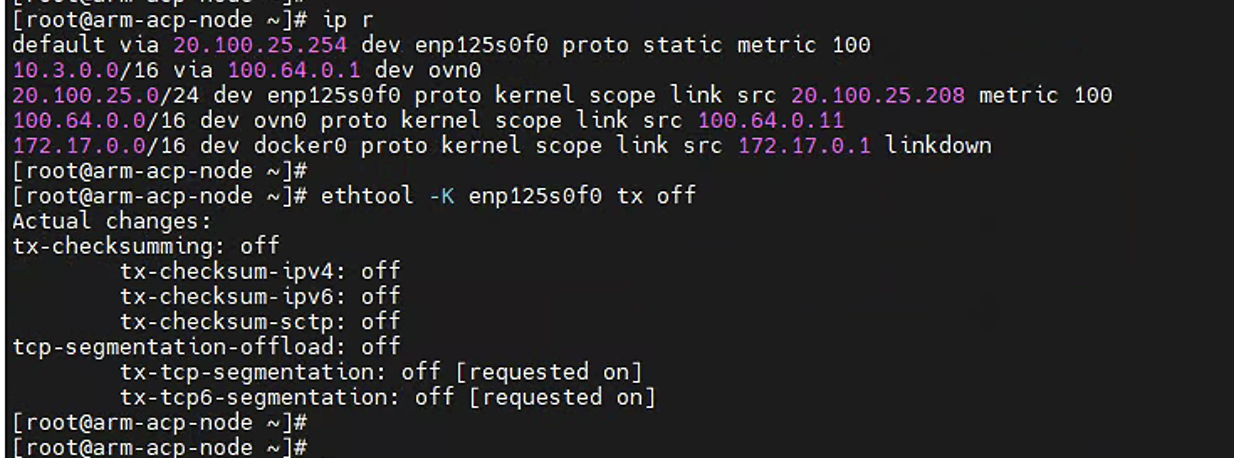 [root@arm-acp-node ~]# ip r
default via 20.100.25.254 dev enp125s0f0 proto static metric 100
10.3.0.0/16 via 100.64.0.1 dev ovn0
20.100.25.0/24 dev enp125s0f0 proto kernel scope link src 20.100.25.208 metric 100
100.64.0.0/16 dev ovn0 proto kernel scope link src 100.64.0.11
172.17.0.0/16 dev docker0 proto kernel scope link src 172.17.0.1 linkdown
[root@arm-acp-node ~]#
[root@arm-acp-node ~]# ethtool -K enp125s0f0 tx off
Actual changes:
tx-checksumming: off
        tx-checksum-ipv4: off
        tx-checksum-ipv6: off
        tx-checksum-sctp: off
tcp-segmentation-offload: off
        tx-tcp-segmentation: off [requested on]
        tx-tcp6-segmentation: off [requested on]
[root@arm-acp-node ~]#
[root@arm-acp-node ~]#